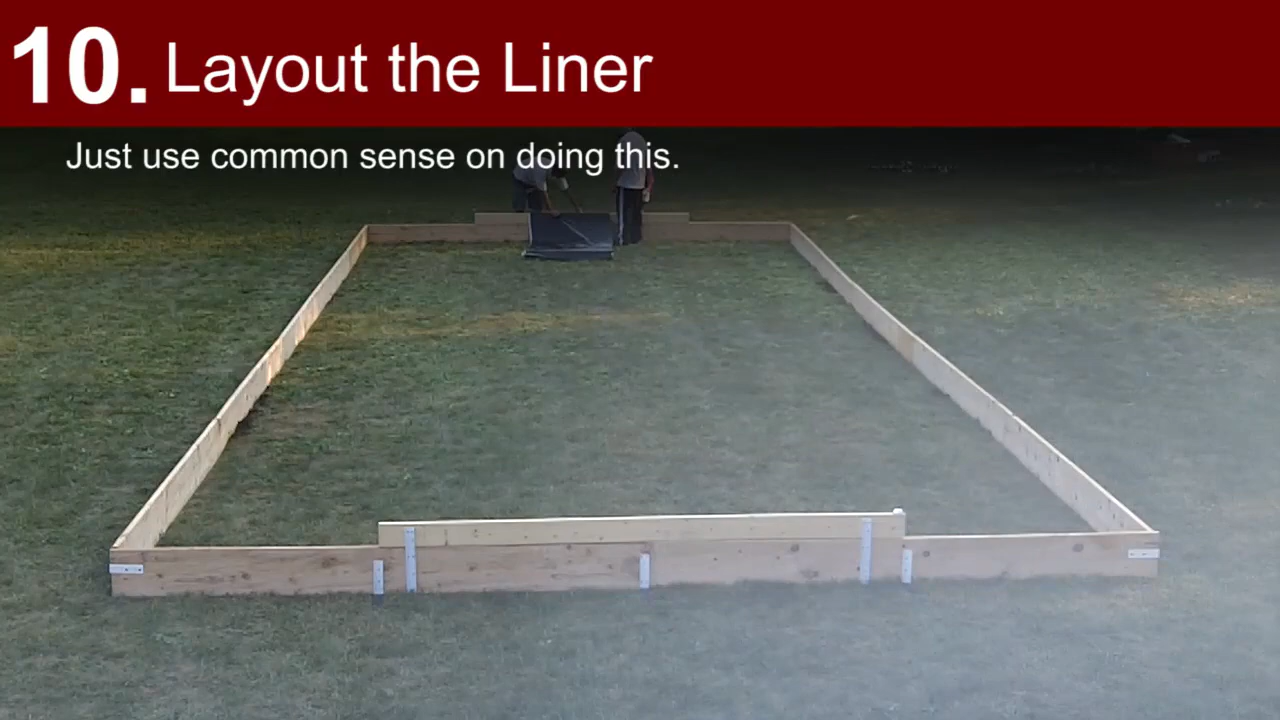 10. Layout the Liner
Just use common sense on doing this.